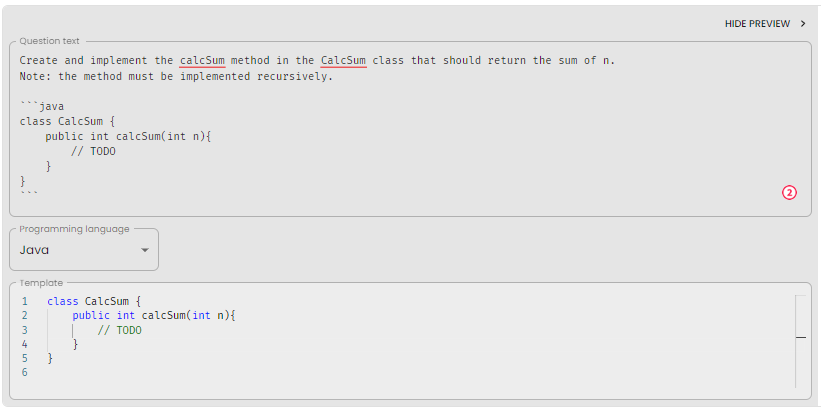 HIDE PREVIEW
Question text
Create and implement the calcSum method in the CalcSum class that should return the sum of n.
Note: the method must be implemented recursively.
```java
class CalcSum {
    public int calcSum(int n){
        // TODO
    }
}
```
2
Programming language
Java
Template
1 class CalcSum {
2     public int calcSum(int n){
3         // TODO
4     }
5 }
6